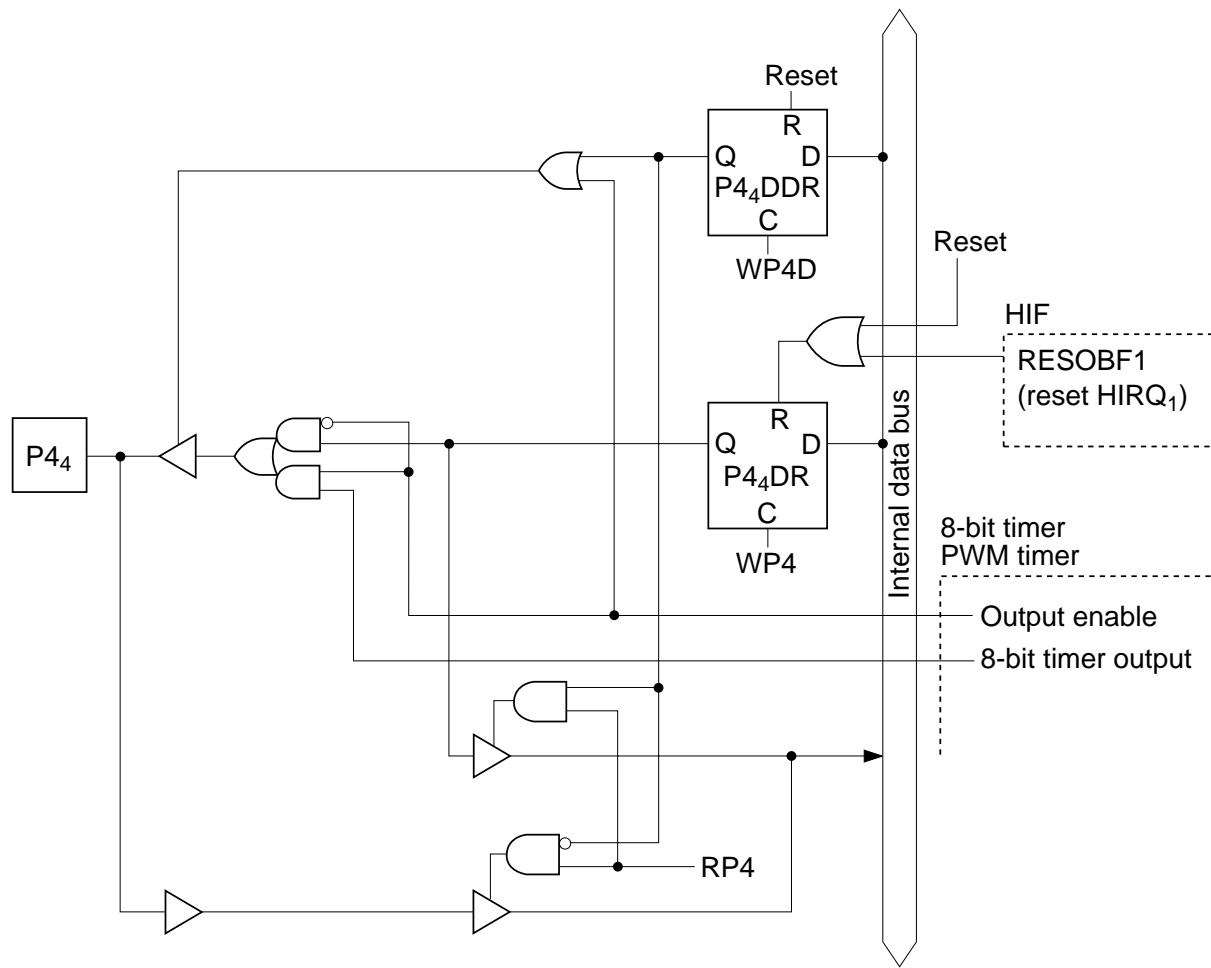 Reset
R
Q D
P4₄DDR
C
WP4D
Reset
HIF
RESOBF1
(reset HIRQ₁)
R
Q D
P4₄DR
C
WP4
P4₄
Internal data bus
8-bit timer
PWM timer
Output enable
8-bit timer output
RP4